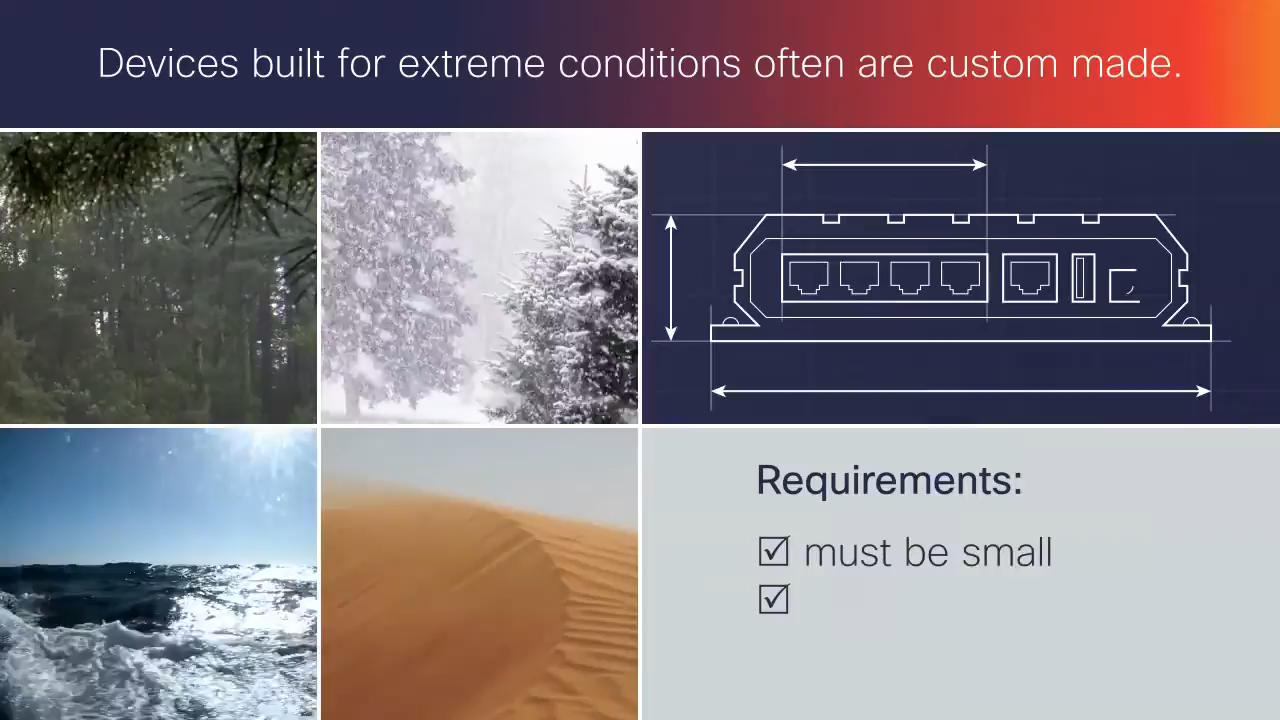 Devices built for extreme conditions often are custom made.
Requirements:
☑ must be small
☑